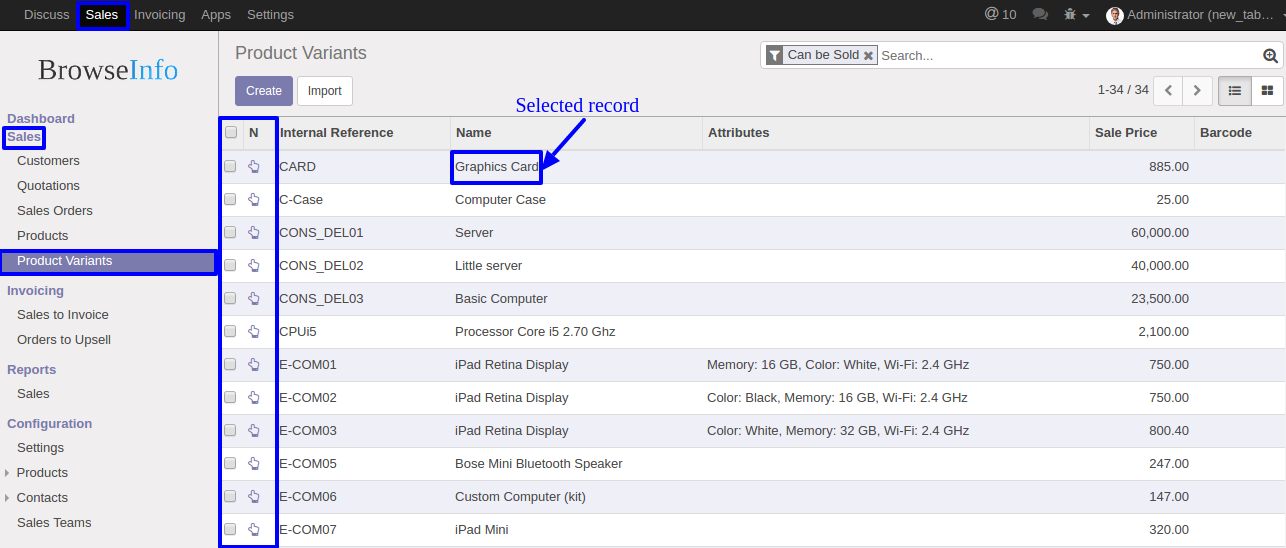 Discuss Sales Invoicing Apps Settings @ 10 Administrator (new_tab…
BrowseInfo
Product Variants
Can be Sold Search...
Create Import
1-34 / 34
Selected record
Dashboard
Sales
Customers
Quotations
Sales Orders
Products
Product Variants
Invoicing
Sales to Invoice
Orders to Upsell
Reports
Sales
Configuration
Settings
Products
Contacts
Sales Teams
N Internal Reference Name Attributes Sale Price Barcode
CARD Graphics Card 885.00
C-Case Computer Case 25.00
CONS_DEL01 Server 60,000.00
CONS_DEL02 Little server 40,000.00
CONS_DEL03 Basic Computer 23,500.00
CPUi5 Processor Core i5 2.70 Ghz 2,100.00
E-COM01 iPad Retina Display Memory: 16 GB, Color: White, Wi-Fi: 2.4 GHz 750.00
E-COM02 iPad Retina Display Color: Black, Memory: 16 GB, Wi-Fi: 2.4 GHz 750.00
E-COM03 iPad Retina Display Color: White, Memory: 32 GB, Wi-Fi: 2.4 GHz 800.40
E-COM05 Bose Mini Bluetooth Speaker 247.00
E-COM06 Custom Computer (kit) 147.00
E-COM07 iPad Mini 320.00